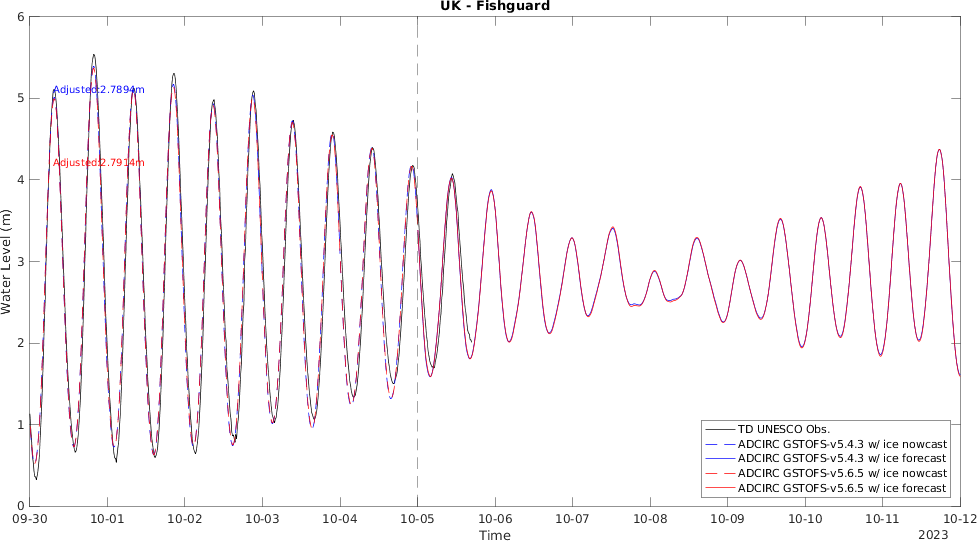 UK - Fishguard
6
5
4
3
2
1
0
Water Level (m)
Adjusted:2.7894m
Adjusted:2.7914m
TD UNESCO Obs.
ADCIRC GSTOFS-v5.4.3 w/ ice nowcast
ADCIRC GSTOFS-v5.4.3 w/ ice forecast
ADCIRC GSTOFS-v5.6.5 w/ ice nowcast
ADCIRC GSTOFS-v5.6.5 w/ ice forecast
09-30 10-01 10-02 10-03 10-04 10-05 10-06 10-07 10-08 10-09 10-10 10-11 10-12
Time
2023